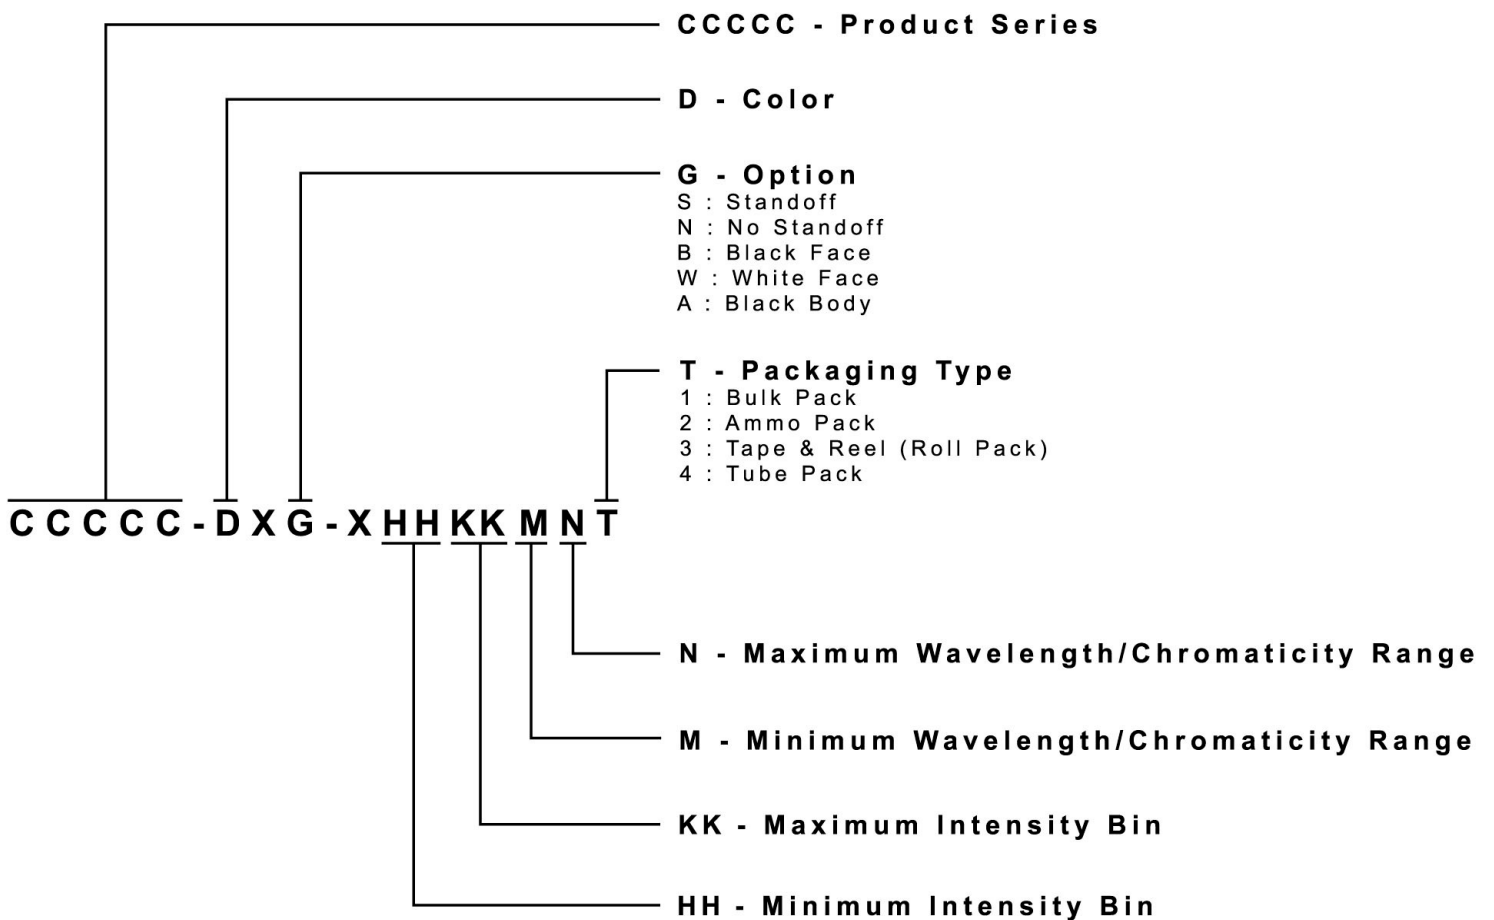 CCCCC - Product Series
D - Color
G - Option
S : Standoff
N : No Standoff
B : Black Face
W : White Face
A : Black Body
T - Packaging Type
1 : Bulk Pack
2 : Ammo Pack
3 : Tape & Reel (Roll Pack)
4 : Tube Pack
CCCCC-DXG-XHHKKMNT
N - Maximum Wavelength/Chromaticity Range
M - Minimum Wavelength/Chromaticity Range
KK - Maximum Intensity Bin
HH - Minimum Intensity Bin